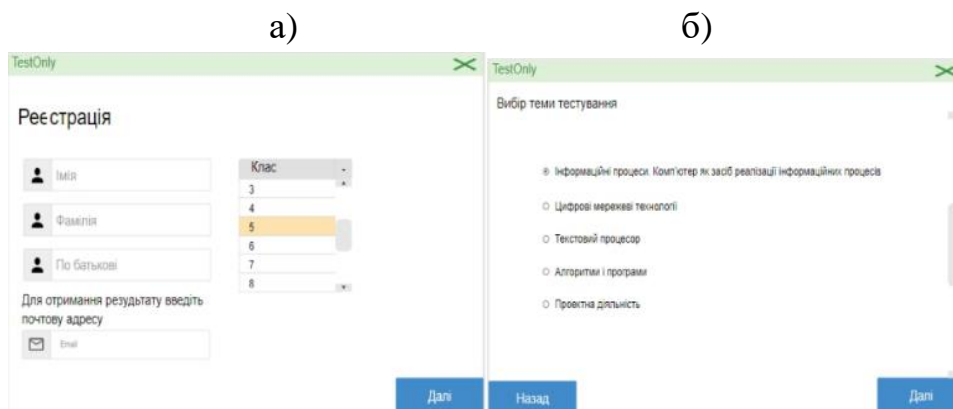 а)
б)
TestOnly
Реєстрація
Імія
Фамілія
По батькові
Клас
3
4
5
6
7
8
Для отримання резудьтату введіть
почтову адресу
Email
Далі
TestOnly
Вибір теми тестування
Інформаційні процеси. Комп'ютер як засіб реалізації інформаційних процесів
Цифрові мережеві технології
Текстовий процесор
Алгоритми і програми
Проектна діяльність
Назад
Далі